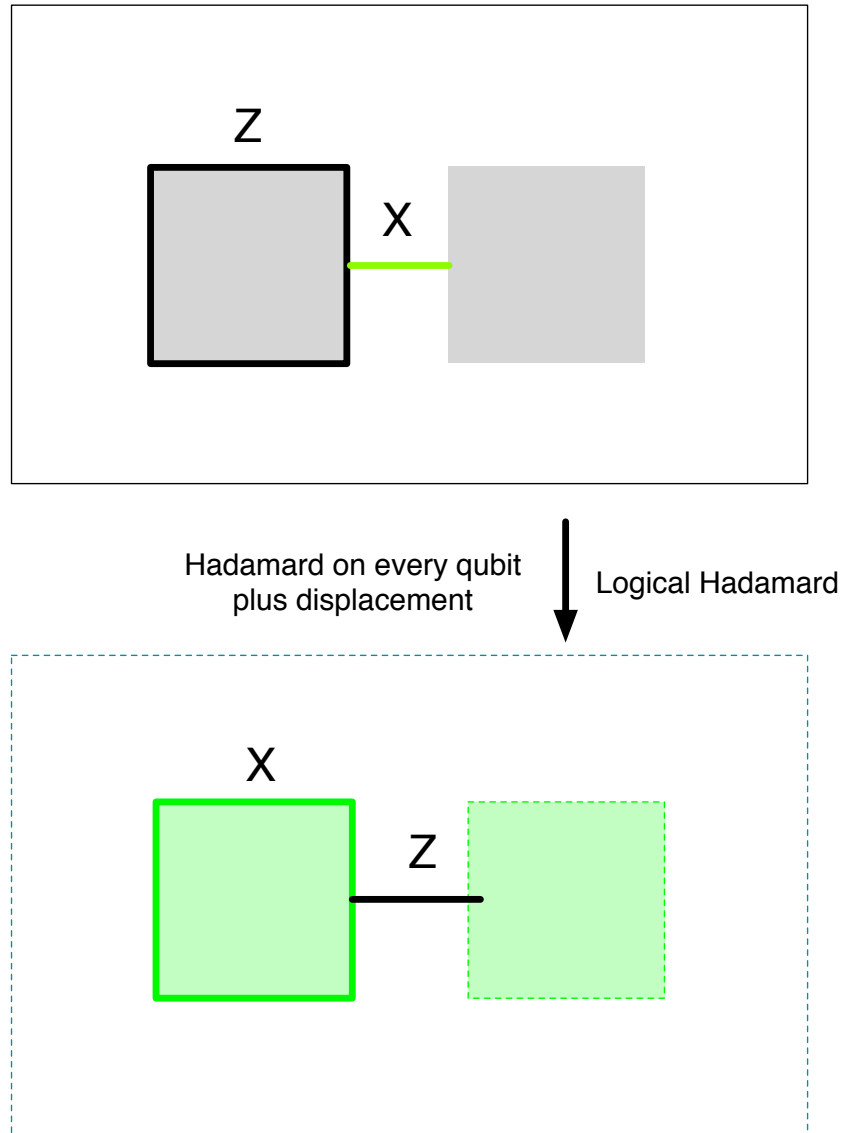 Z
X
Hadamard on every qubit
plus displacement
Logical Hadamard
X
Z